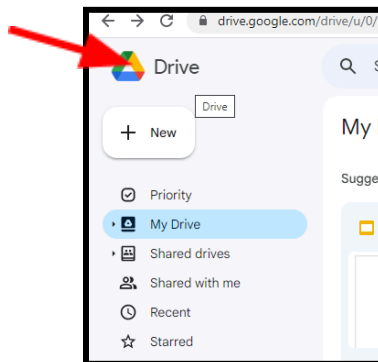 drive.google.com/drive/u/0/
Drive
Drive
New
My
Priority
Sugge
My Drive
Shared drives
Shared with me
Recent
Starred